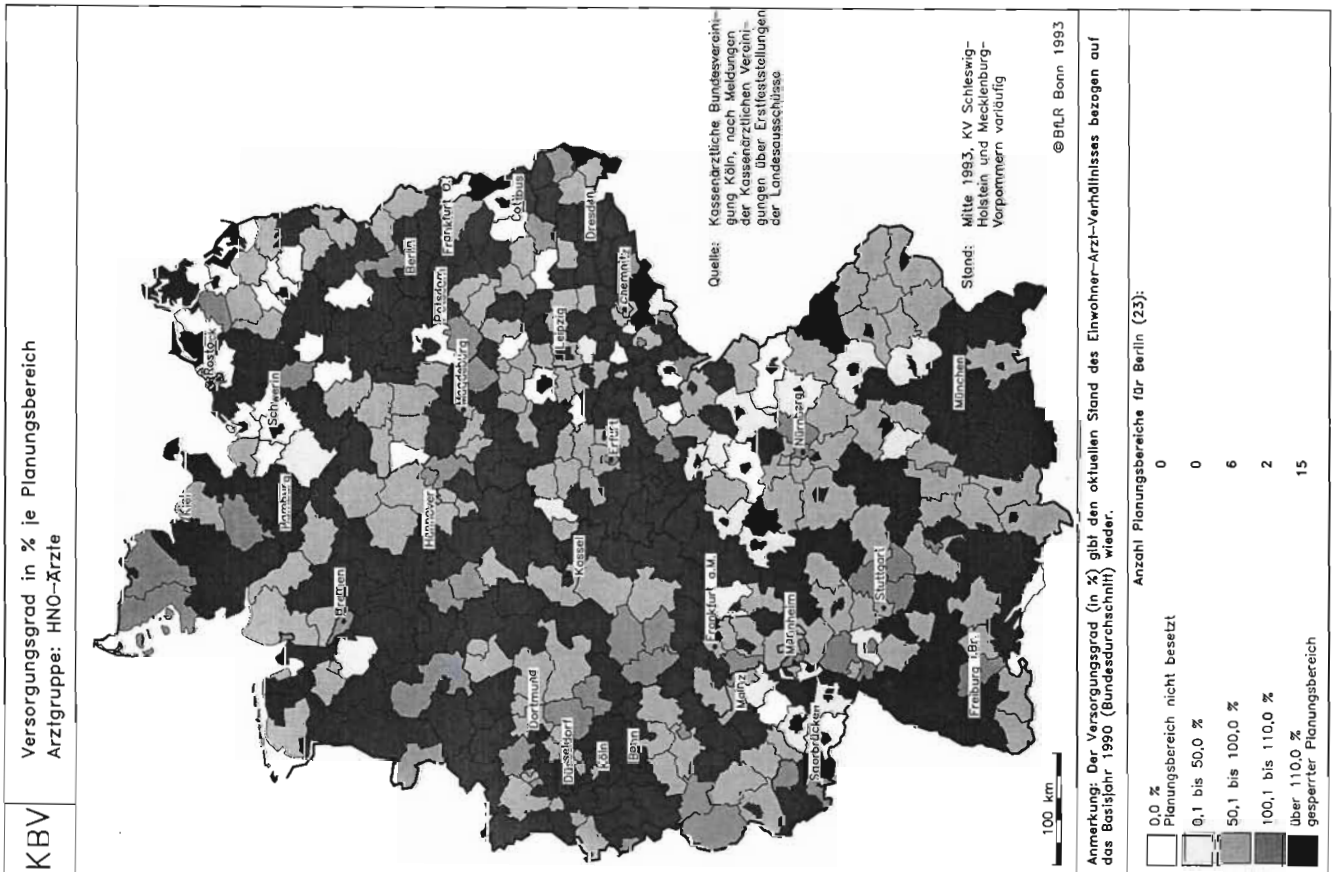 KBV
Versorgungsgrad in % je Planungsbereich
Arztgruppe: HNO-Ärzte
Kiel
Rostock
Schwerin
Hamburg
Bremen
Berlin
Potsdam
Frankfurt O.
Hannover
Magdeburg
Cottbus
Dortmund
Düsseldorf
Kassel
Leipzig
Dresden
Köln
Erfurt
Chemnitz
Bonn
Frankfurt a.M.
Mainz
Mannheim
Nürnberg
Saarbrücken
Stuttgart
München
Freiburg i.Br.
100 km
Quelle: Kassenärztliche Bundesvereini-
gung Köln, nach Meldungen
der Kassenärztlichen Vereini-
gungen über Erstfeststellungen
der Landesausschüsse
Stand: Mitte 1993, KV Schleswig-
Holstein und Mecklenburg-
Vorpommern vorläufig
©BfLR Bonn 1993
Anmerkung: Der Versorgungsgrad (in %) gibt den aktuellen Stand des Einwohner-Arzt-Verhältnisses bezogen auf
das Basisjahr 1990 (Bundesdurchschnitt) wieder.
Anzahl Planungsbereiche für Berlin (23):
0,0 % 0
Planungsbereich nicht besetzt
0,1 bis 50,0 % 0
50,1 bis 100,0 % 6
100,1 bis 110,0 % 2
über 110,0 % 15
gesperrter Planungsbereich